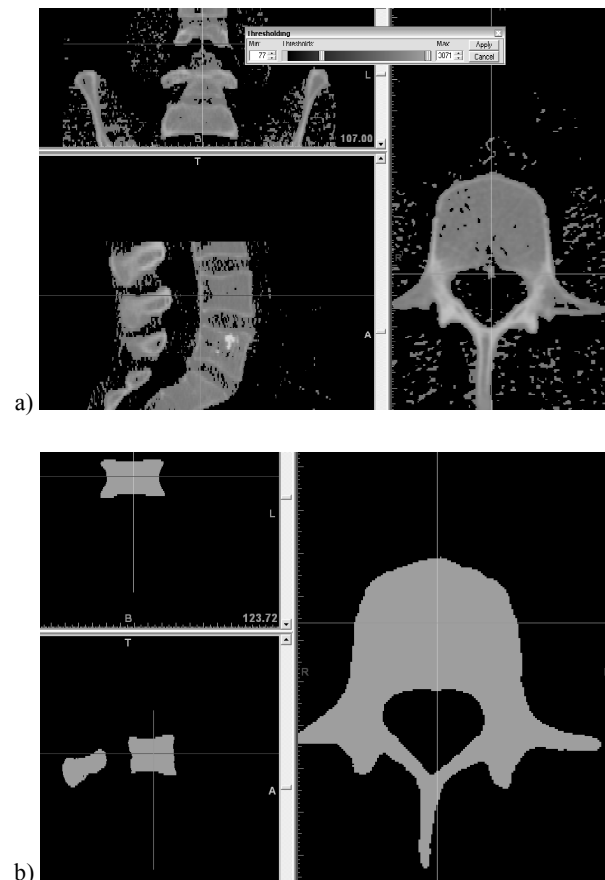 Thresholding
Min: Thresholds: Max: Apply
77 3071 Cancel
L
B
107.00
T
A
R
a)
L
B
123.72
T
A
R
b)